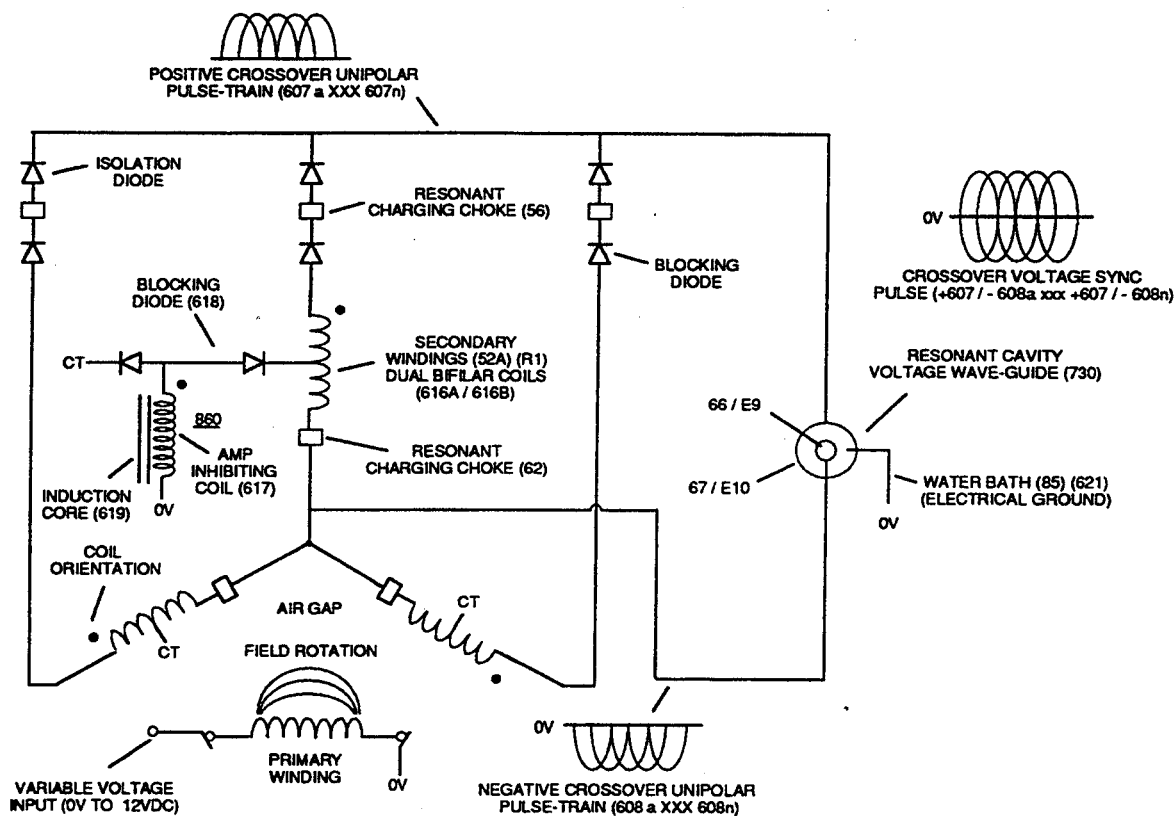 POSITIVE CROSSOVER UNIPOLAR
PULSE-TRAIN (607 a XXX 607n)
ISOLATION
DIODE
RESONANT
CHARGING CHOKE (56)
0V
BLOCKING
DIODE
CROSSOVER VOLTAGE SYNC
PULSE (+607 / - 608a xxx +607 / - 608n)
BLOCKING
DIODE (618)
CT
SECONDARY
WINDINGS (52A) (R1)
DUAL BIFILAR COILS
(616A / 616B)
RESONANT CAVITY
VOLTAGE WAVE-GUIDE (730)
860
66 / E9
AMP
INHIBITING
COIL (617)
RESONANT
CHARGING CHOKE (62)
INDUCTION
CORE (619)
0V
67 / E10
WATER BATH (85) (621)
(ELECTRICAL GROUND)
0V
COIL
ORIENTATION
AIR GAP
CT
CT
FIELD ROTATION
PRIMARY
WINDING
0V
0V
VARIABLE VOLTAGE
INPUT (0V TO 12VDC)
NEGATIVE CROSSOVER UNIPOLAR
PULSE-TRAIN (608 a XXX 608n)